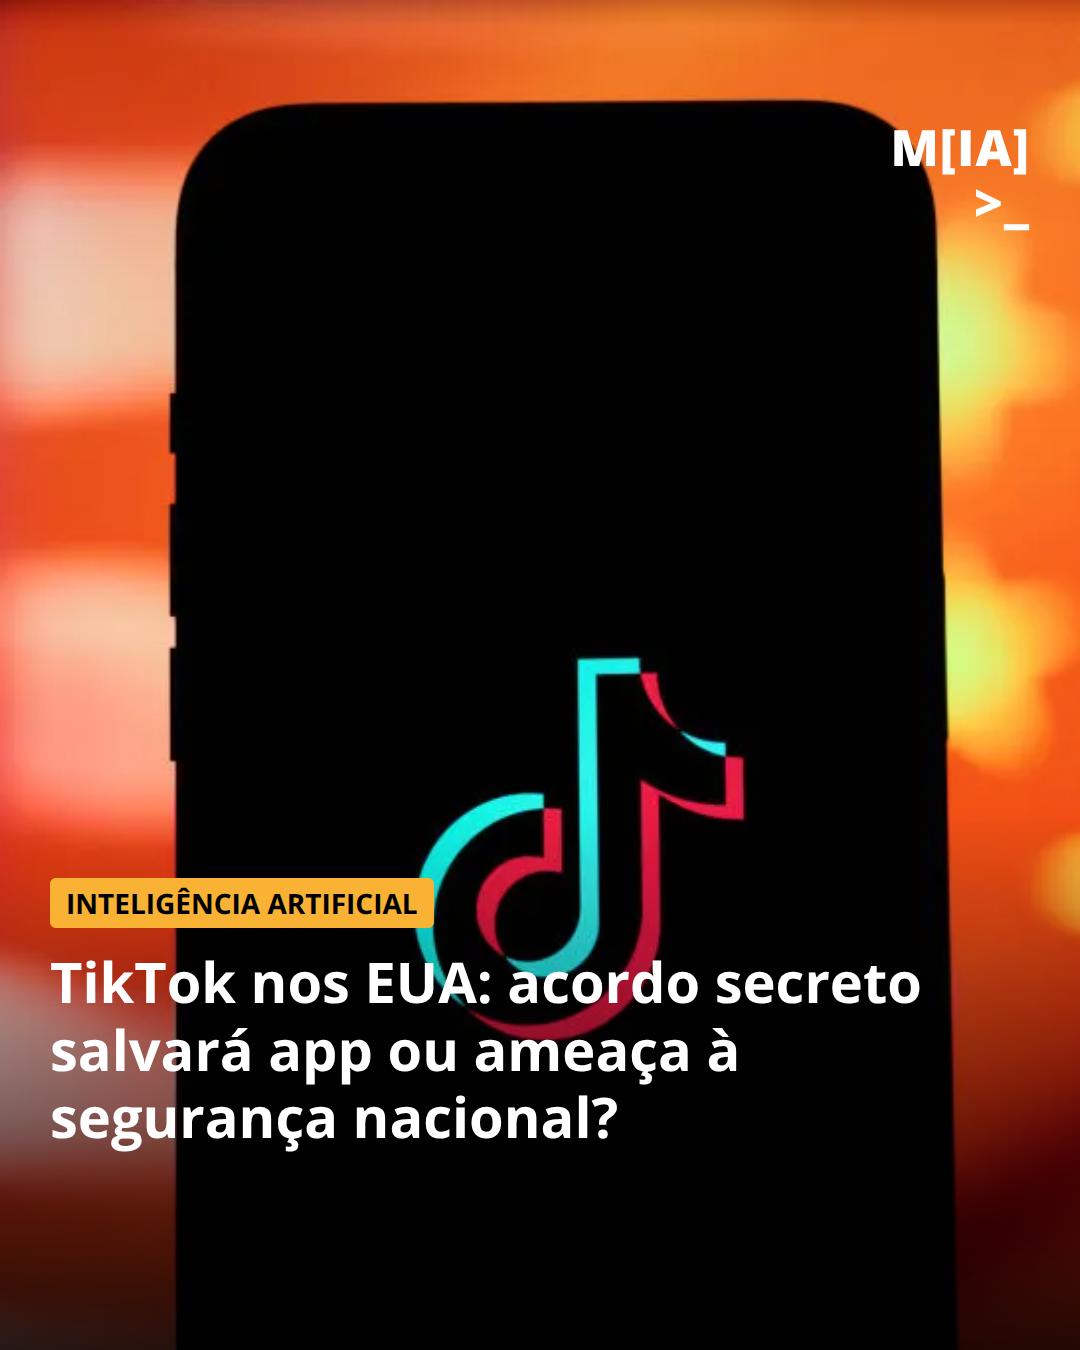 M[IA]
>_
INTELIGÊNCIA ARTIFICIAL
TikTok nos EUA: acordo secreto
salvará app ou ameaça à
segurança nacional?